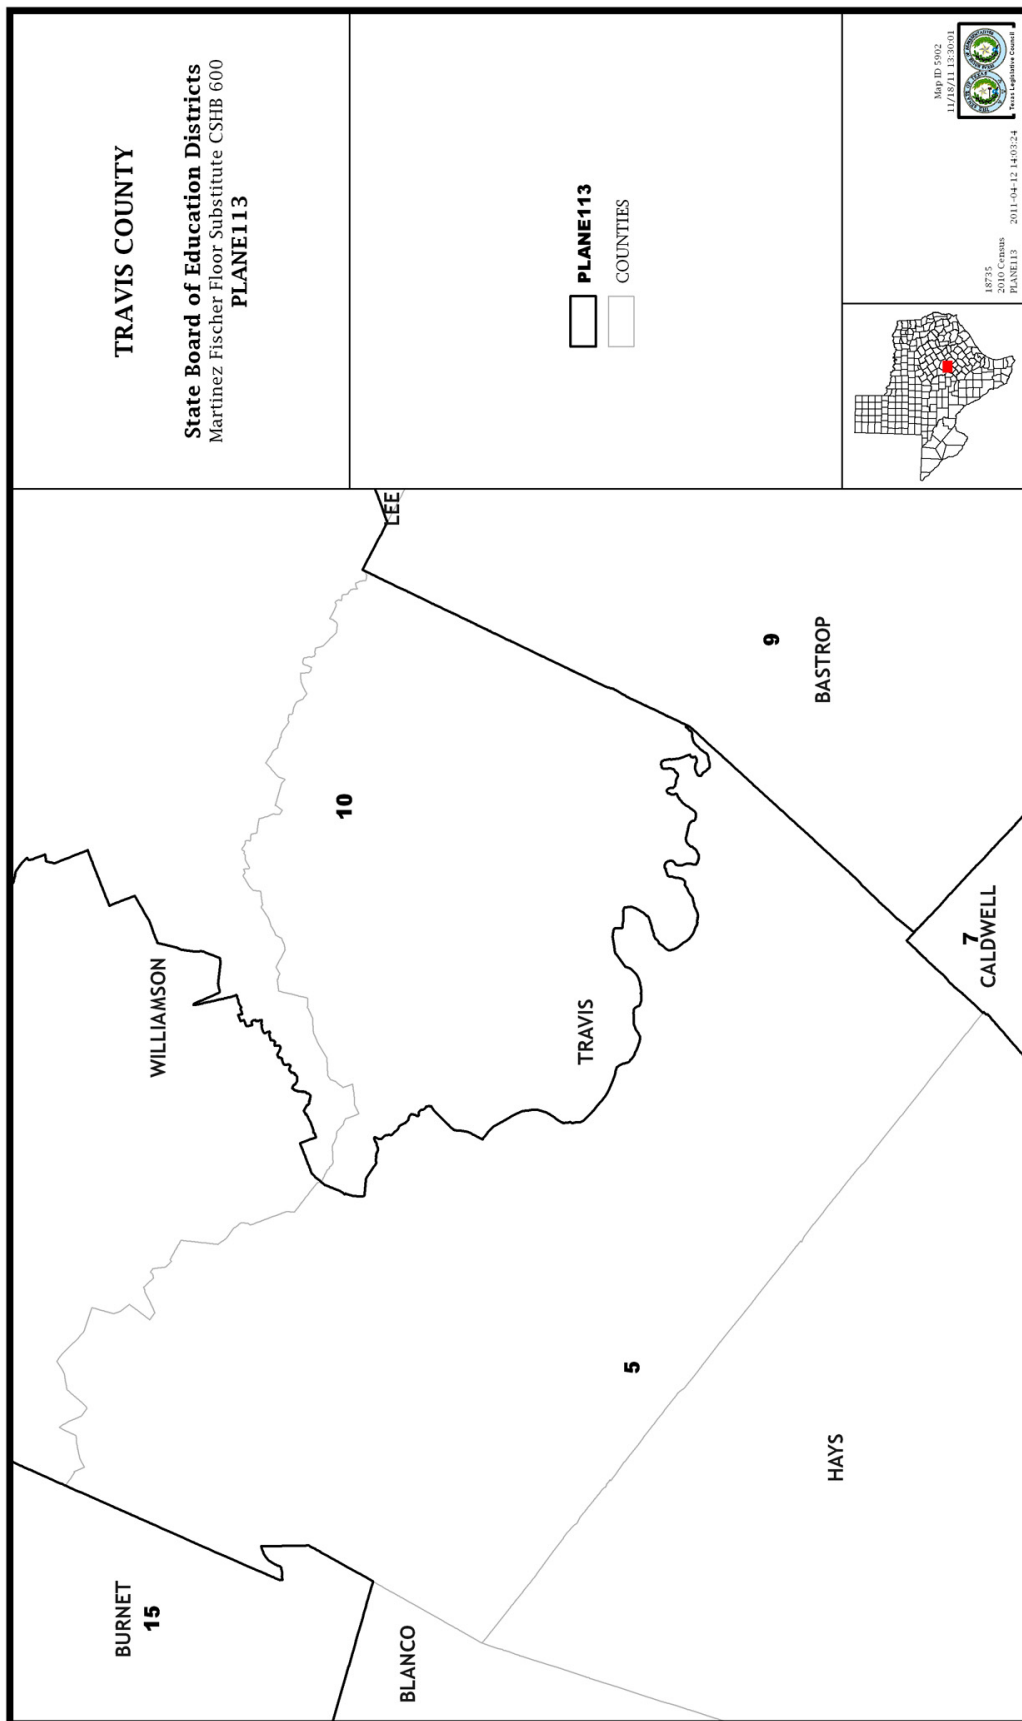 TRAVIS COUNTY
State Board of Education Districts
Martinez Fischer Floor Substitute CSHB 600
PLANE113
PLANE113
COUNTIES
Map ID 5902
11/18/11 13:30:01
Texas Legislative Council
18735
2010 Census
PLANE113 2011-04-12 14:03:24
BURNET
15
WILLIAMSON
10
LEE
BLANCO
TRAVIS
5
9
BASTROP
HAYS
7
CALDWELL